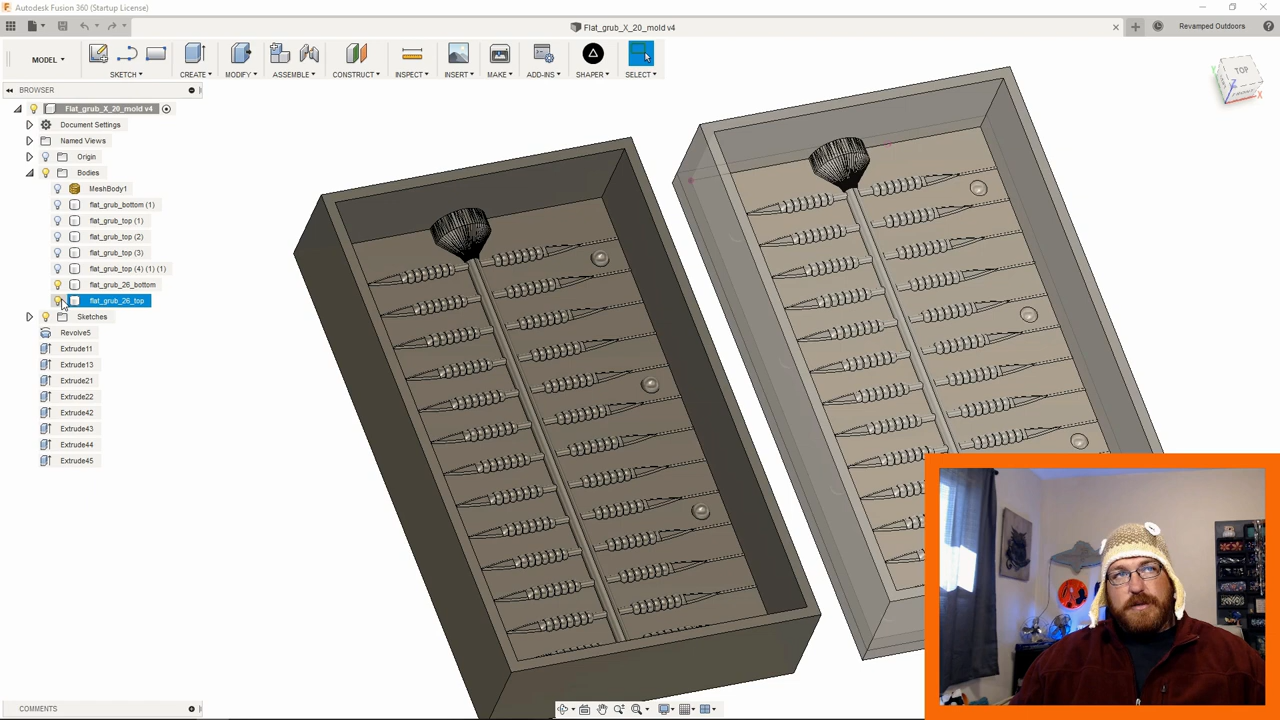 Autodesk Fusion 360 (Startup License)
Flat_grub_X_20_mold v4
Revamped Outdoors
MODEL
SKETCH
CREATE
MODIFY
ASSEMBLE
CONSTRUCT
INSPECT
INSERT
MAKE
ADD-INS
SHAPER
SELECT
BROWSER
Flat_grub_X_20_mold v4
Document Settings
Named Views
Origin
Bodies
MeshBody1
flat_grub_bottom (1)
flat_grub_top (1)
flat_grub_top (2)
flat_grub_top (3)
flat_grub_top (4) (1) (1)
flat_grub_26_bottom
flat_grub_26_top
Sketches
Revolve5
Extrude11
Extrude13
Extrude21
Extrude22
Extrude42
Extrude43
Extrude44
Extrude45
TOP
FRONT
Y
Z
X
COMMENTS